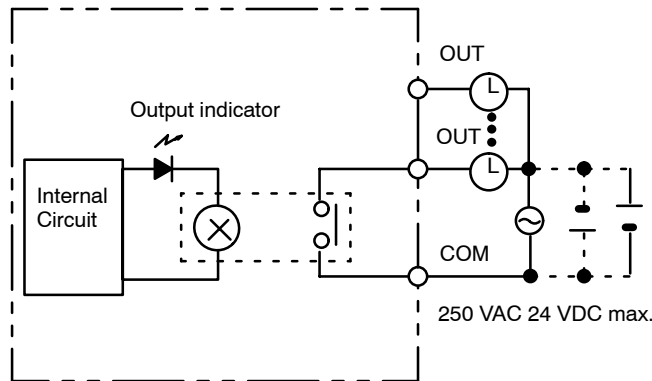 OUT
Output indicator
L
OUT
L
Internal
Circuit
COM
250 VAC 24 VDC max.